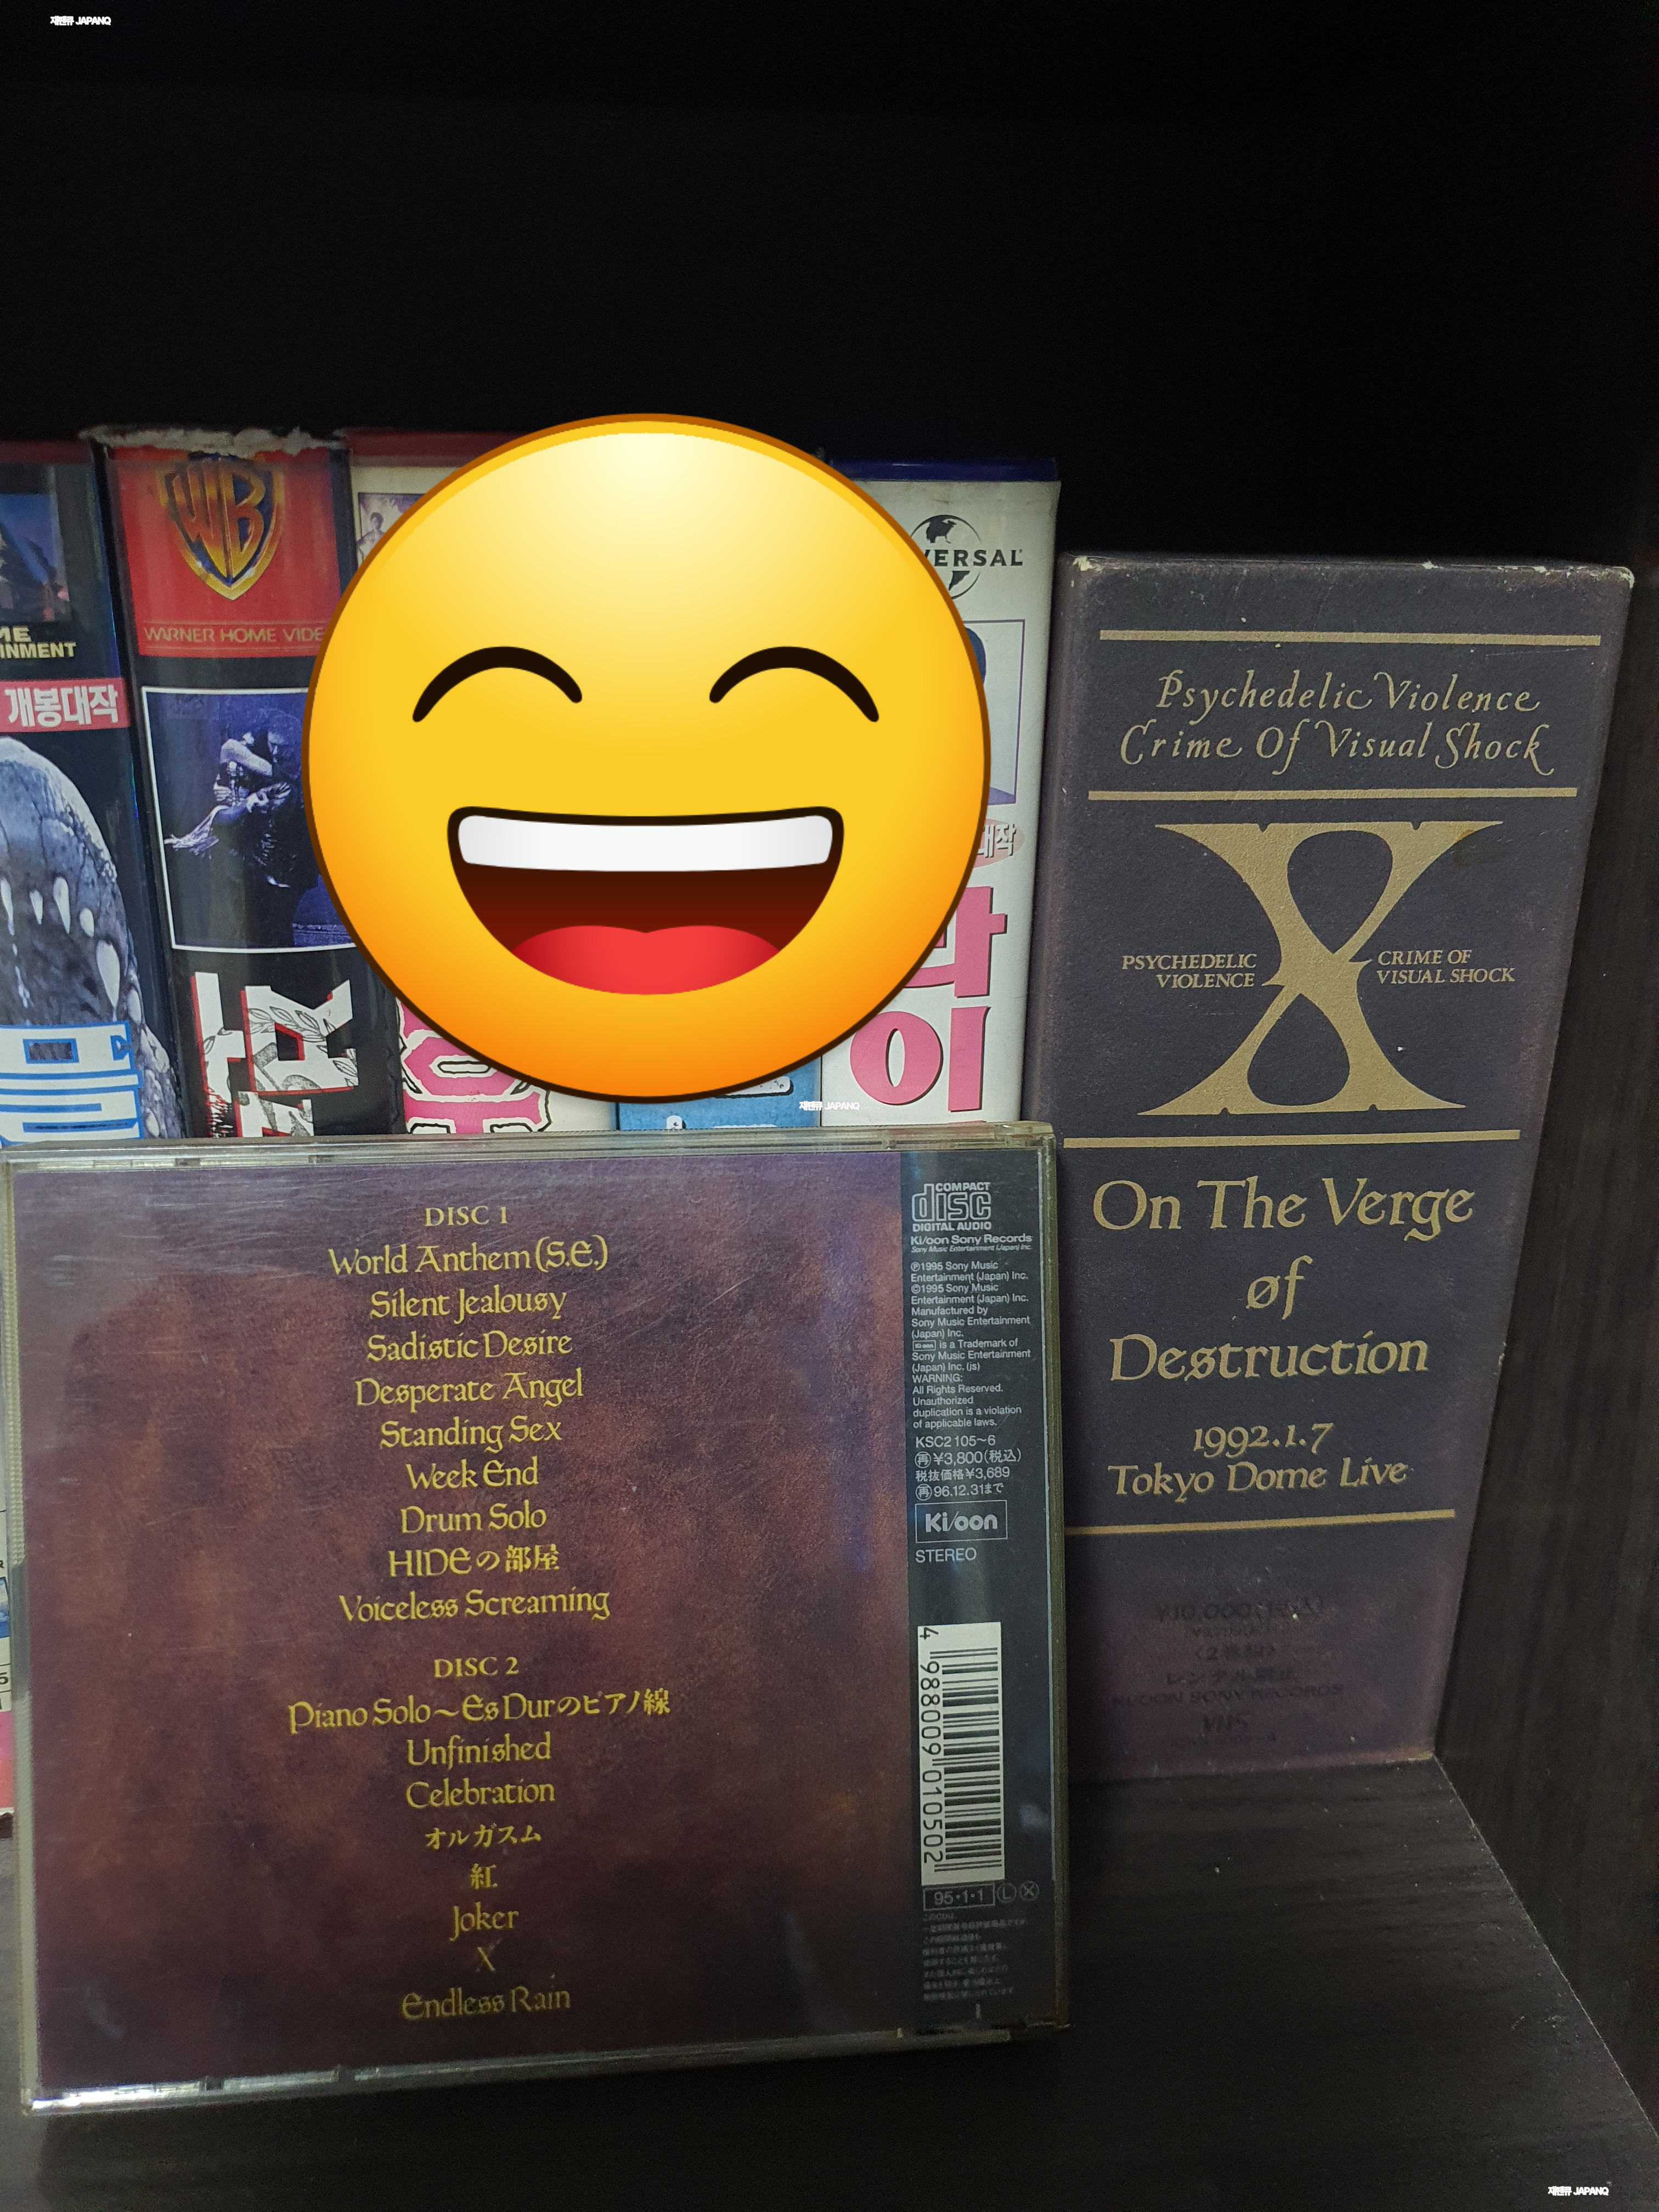 재팬큐 JAPANQ
WARNER HOME VIDE
INMENT
개봉대작
VERSAL
대작
이
재팬큐 JAPANQ
Psychedelic Violence
Crime Of Visual Shock
X
PSYCHEDELIC
VIOLENCE
CRIME OF
VISUAL SHOCK
On The Verge
øf
Destruction
1992.1.7
Tokyo Dome Live
VHS
DISC 1
World Anthem (S.E.)
Silent Jealousy
Sadistic Desire
Desperate Angel
Standing Sex
Week End
Drum Solo
HIDEの部屋
Voiceless Screaming
DISC 2
Piano Solo～Es Durのピアノ線
Unfinished
Celebration
オルガスム
紅
Joker
X
Endless Rain
COMPACT
disc
DIGITAL AUDIO
Ki/oon Sony Records
Sony Music Entertainment (Japan) Inc.
Ⓟ1995 Sony Music
Entertainment (Japan) Inc.
©1995 Sony Music
Entertainment (Japan) Inc.
Manufactured by
Sony Music Entertainment
(Japan) Inc.
is a Trademark of
Sony Music Entertainment
(Japan) Inc. (js)
WARNING:
All Rights Reserved.
Unauthorized
duplication is a violation
of applicable laws.
KSC2 105~6
㊢¥3,800(税込)
税抜価格¥3,689
96.12.31まで
Ki/oon
STEREO
4 988009 010502
95・1・1 Ⓛ Ⓧ
재팬큐 JAPANQ